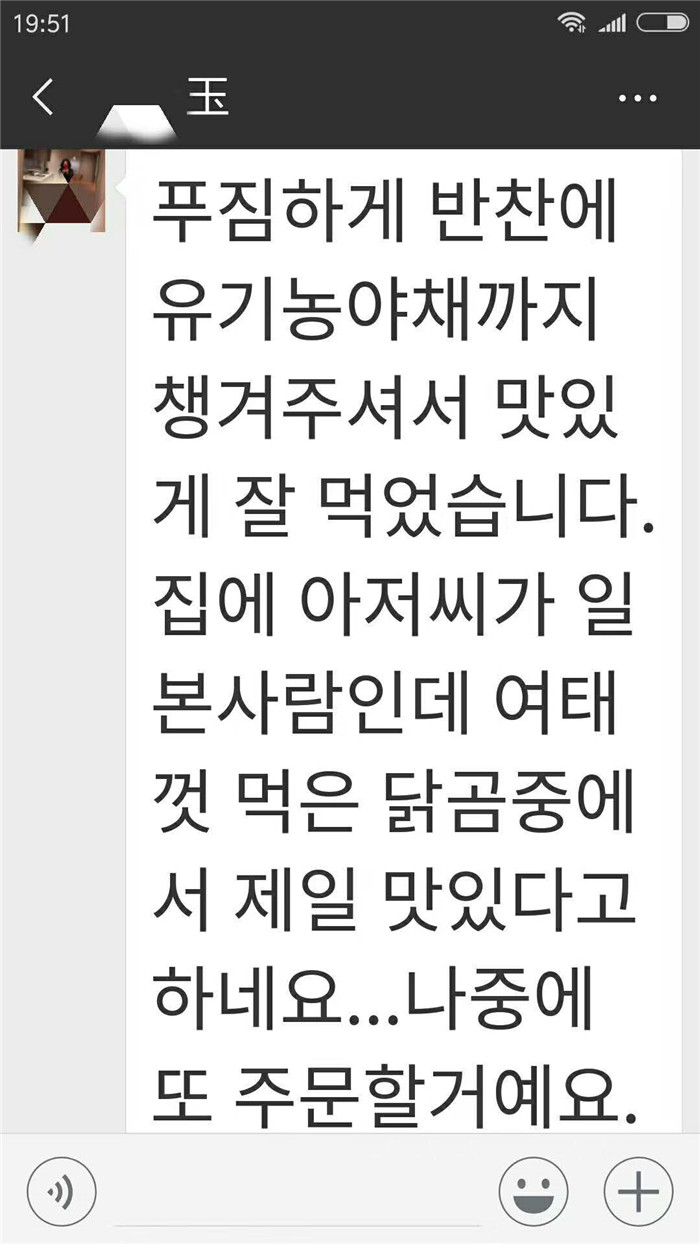 19:51
玉
푸짐하게 반찬에
유기농야채까지
챙겨주셔서 맛있
게 잘 먹었습니다.
집에 아저씨가 일
본사람인데 여태
껏 먹은 닭곰중에
서 제일 맛있다고
하네요...나중에
또 주문할거예요.